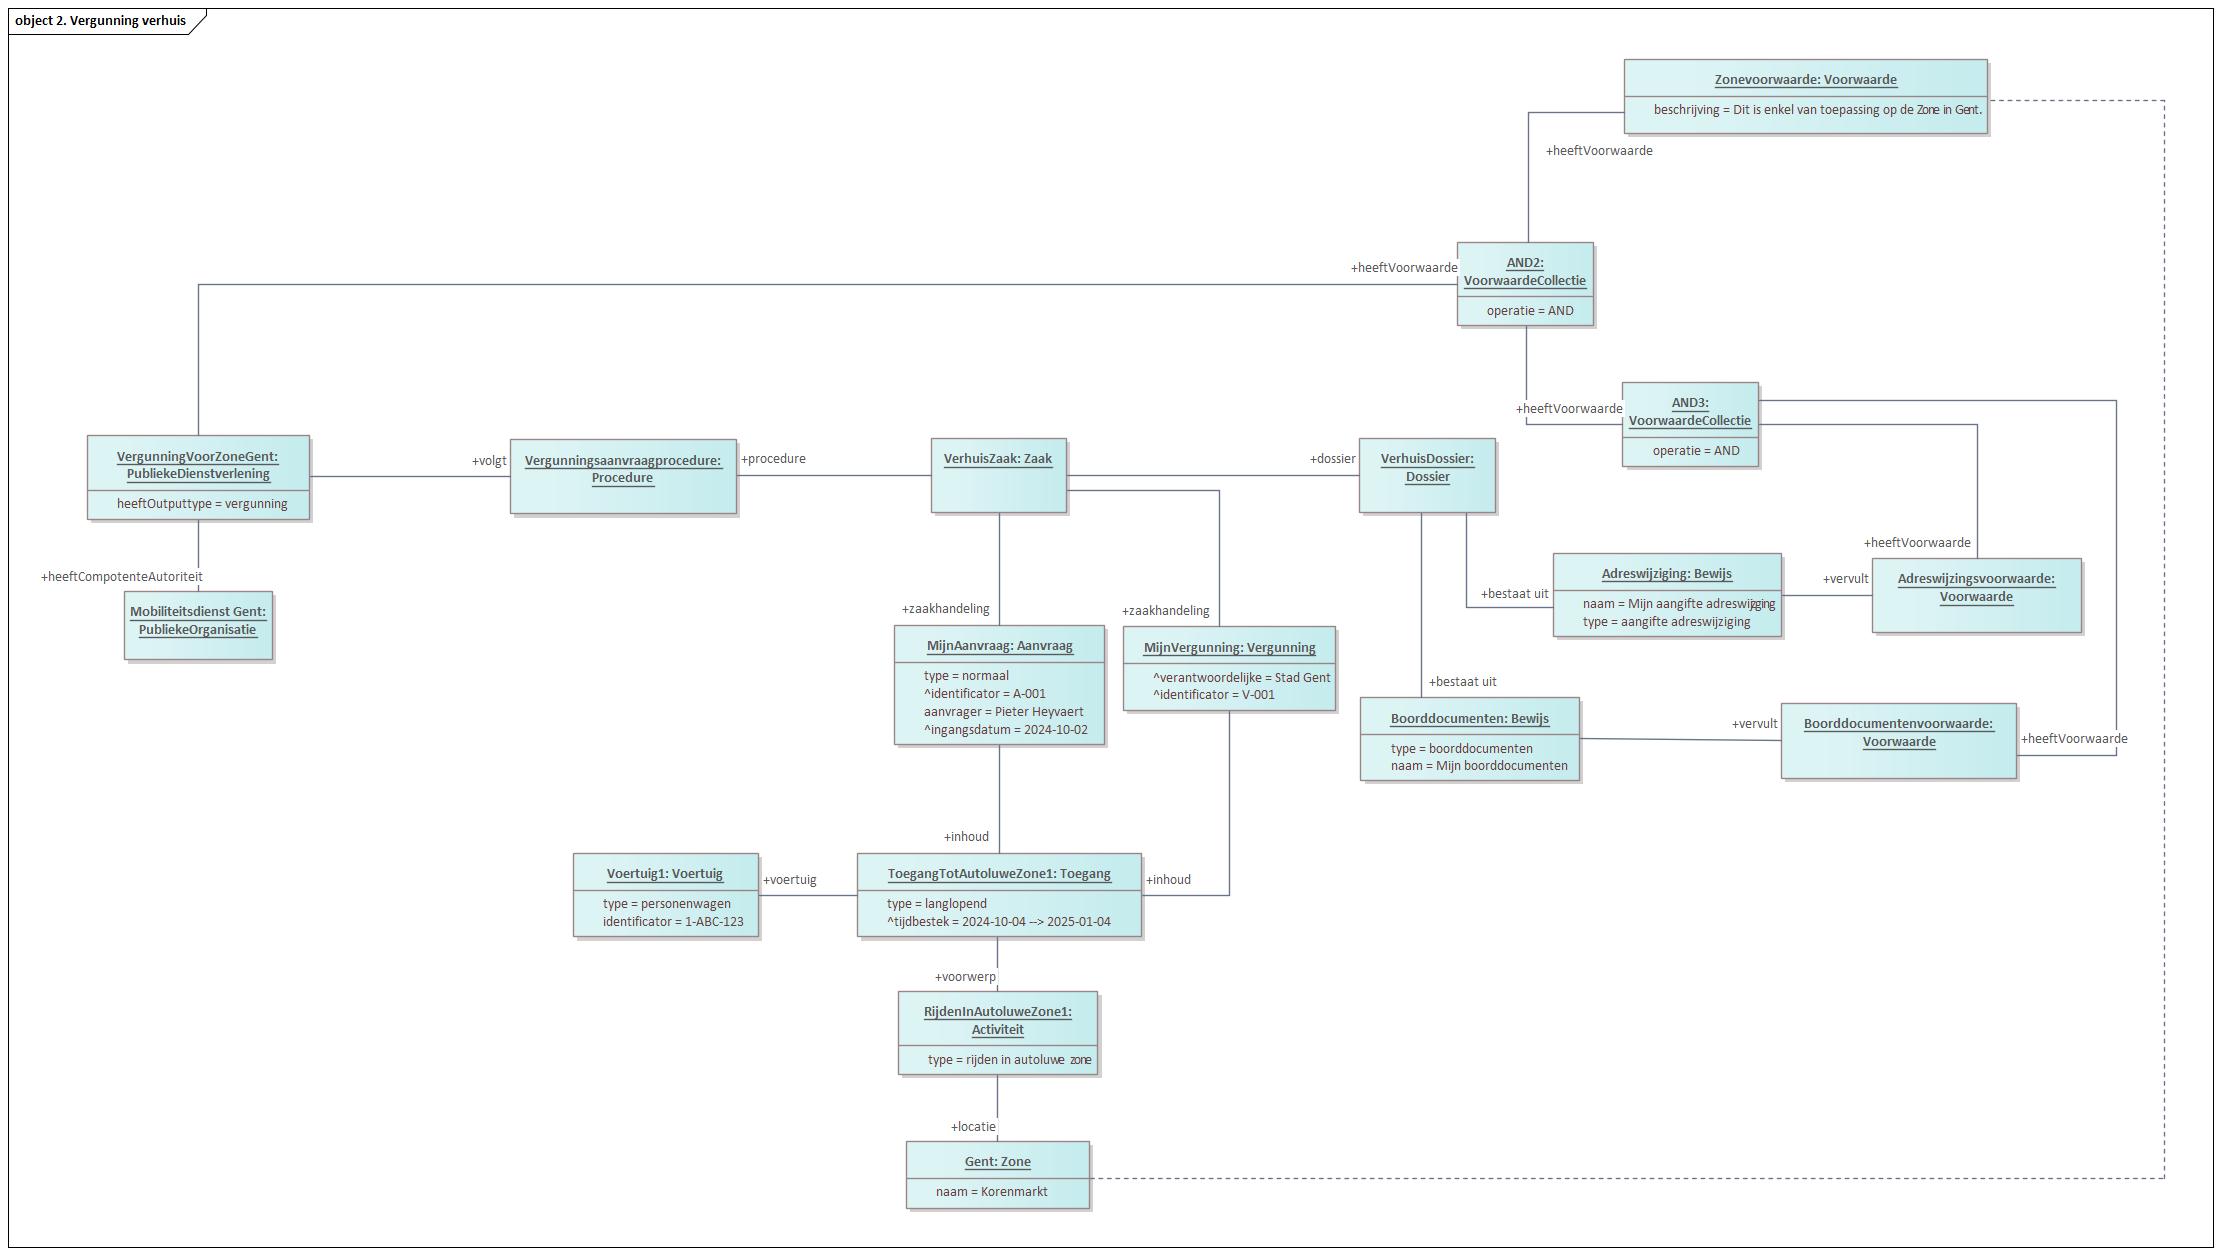 object 2. Vergunning verhuis
Zonevoorwaarde: Voorwaarde
beschrijving = Dit is enkel van toepassing op de Zone in Gent.
+heeftVoorwaarde
+heeftVoorwaarde
AND2:
VoorwaardeCollectie
operatie = AND
+heeftVoorwaarde
AND3:
VoorwaardeCollectie
operatie = AND
VergunningVoorZoneGent:
PubliekeDienstverlening
heeftOutputtype = vergunning
+volgt
Vergunningsaanvraagprocedure:
Procedure
+procedure
VerhuisZaak: Zaak
+dossier
VerhuisDossier:
Dossier
+heeftCompotenteAutoriteit
Mobiliteitsdienst Gent:
PubliekeOrganisatie
+heeftVoorwaarde
+bestaat uit
Adreswijziging: Bewijs
naam = Mijn aangifte adreswijziging
type = aangifte adreswijziging
+vervult
Adreswijzingsvoorwaarde:
Voorwaarde
+zaakhandeling
+zaakhandeling
MijnAanvraag: Aanvraag
type = normaal
^identificator = A-001
aanvrager = Pieter Heyvaert
^ingangsdatum = 2024-10-02
MijnVergunning: Vergunning
^verantwoordelijke = Stad Gent
^identificator = V-001
+bestaat uit
Boorddocumenten: Bewijs
type = boorddocumenten
naam = Mijn boorddocumenten
+vervult
Boorddocumentenvoorwaarde:
Voorwaarde
+heeftVoorwaarde
+inhoud
Voertuig1: Voertuig
type = personenwagen
identificator = 1-ABC-123
+voertuig
ToegangTotAutoluweZone1: Toegang
type = langlopend
^tijdbestek = 2024-10-04 --> 2025-01-04
+inhoud
+voorwerp
RijdenInAutoluweZone1:
Activiteit
type = rijden in autoluwe zone
+locatie
Gent: Zone
naam = Korenmarkt